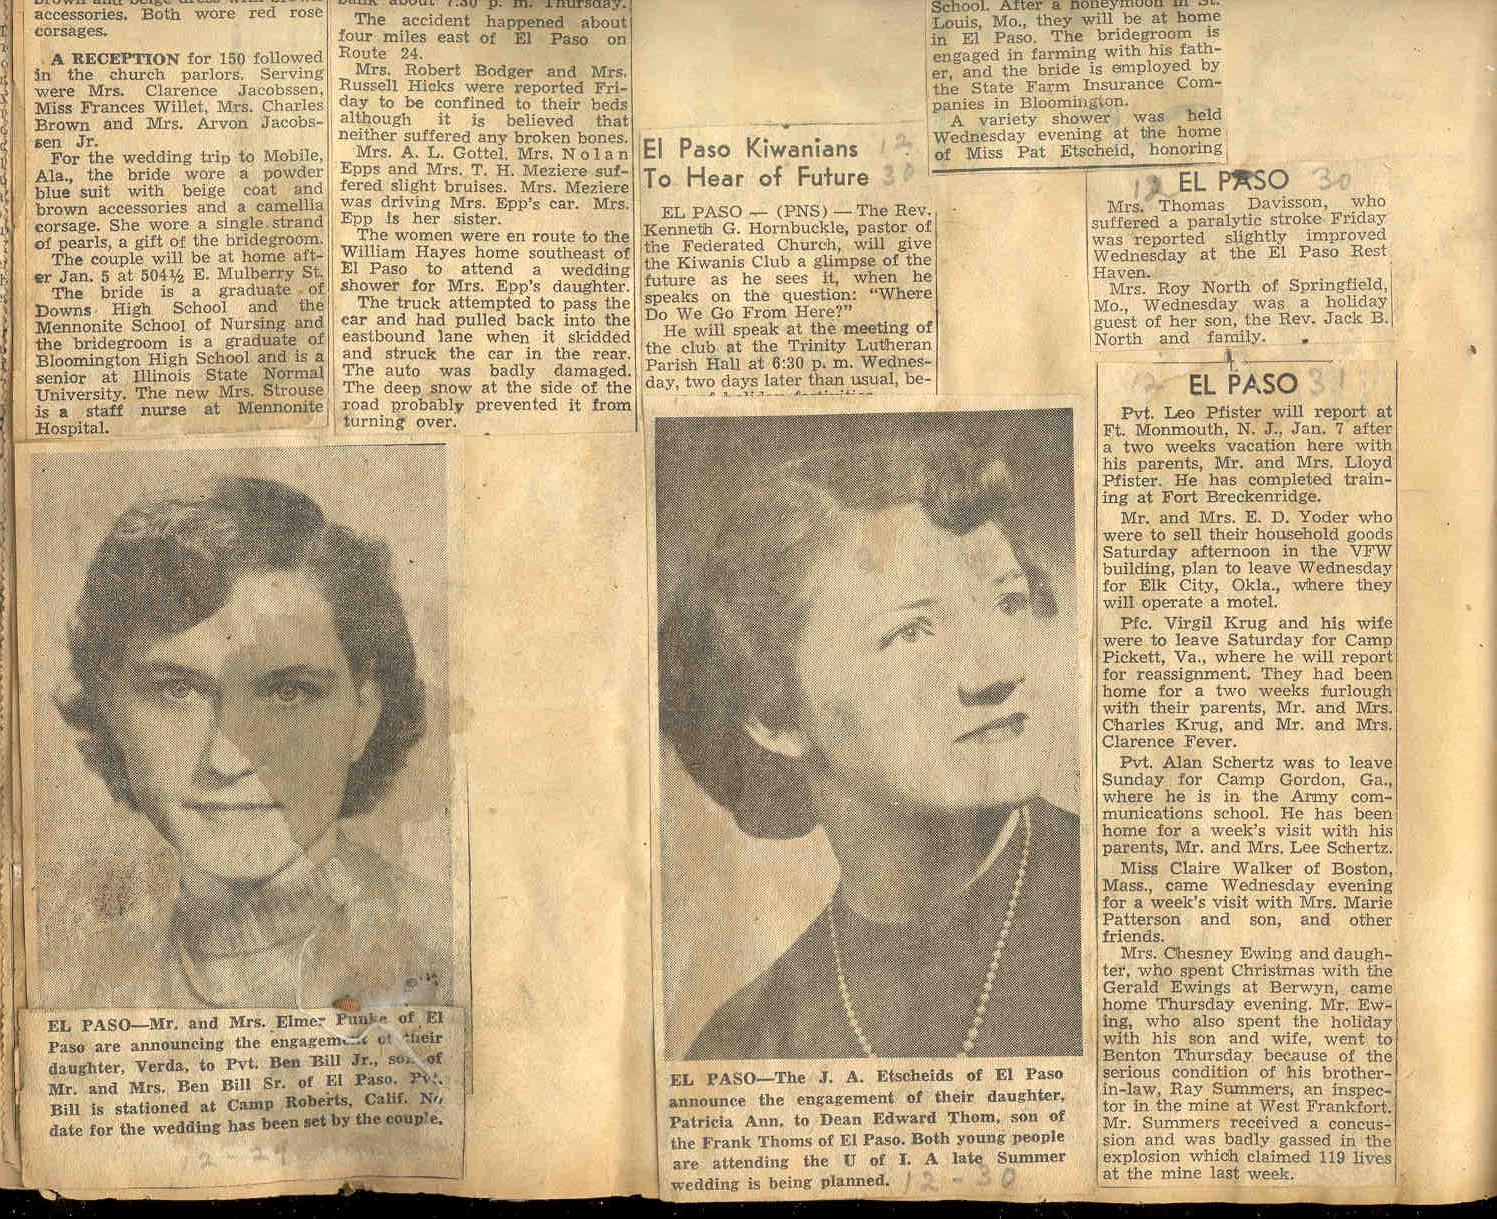 accessories. Both wore red rose
corsages.
A RECEPTION for 150 followed
in the church parlors. Serving
were Mrs. Clarence Jacobssen,
Miss Frances Willet, Mrs. Charles
Brown and Mrs. Arvon Jacobs-
sen Jr.
For the wedding trip to Mobile,
Ala., the bride wore a powder
blue suit with beige coat and
brown accessories and a camellia
corsage. She wore a single strand
of pearls, a gift of the bridegroom.
The couple will be at home aft-
er Jan. 5 at 504½ E. Mulberry St.
The bride is a graduate of
Downs High School and the
Mennonite School of Nursing and
the bridegroom is a graduate of
Bloomington High School and is a
senior at Illinois State Normal
University. The new Mrs. Strouse
is a staff nurse at Mennonite
Hospital.
bank about 7:30 p. m. Thursday.
The accident happened about
four miles east of El Paso on
Route 24.
Mrs. Robert Bodger and Mrs.
Russell Hicks were reported Fri-
day to be confined to their beds
although it is believed that
neither suffered any broken bones.
Mrs. A. L. Gottel, Mrs. Nolan
Epps and Mrs. T. H. Meziere suf-
fered slight bruises. Mrs. Meziere
was driving Mrs. Epp's car. Mrs.
Epp is her sister.
The women were en route to the
William Hayes home southeast of
El Paso to attend a wedding
shower for Mrs. Epp's daughter.
The truck attempted to pass the
car and had pulled back into the
eastbound lane when it skidded
and struck the car in the rear.
The auto was badly damaged.
The deep snow at the side of the
road probably prevented it from
turning over.
El Paso Kiwanians 12
To Hear of Future 30
EL PASO — (PNS) — The Rev.
Kenneth G. Hornbuckle, pastor of
the Federated Church, will give
the Kiwanis Club a glimpse of the
future as he sees it, when he
speaks on the question: "Where
Do We Go From Here?"
He will speak at the meeting of
the club at the Trinity Lutheran
Parish Hall at 6:30 p. m. Wednes-
day, two days later than usual, be-
School. After a honeymoon in St.
Louis, Mo., they will be at home
in El Paso. The bridegroom is
engaged in farming with his fath-
er, and the bride is employed by
the State Farm Insurance Com-
panies in Bloomington.
A variety shower was held
Wednesday evening at the home
of Miss Pat Etscheid, honoring
12 EL PASO 30
Mrs. Thomas Davisson, who
suffered a paralytic stroke Friday
was reported slightly improved
Wednesday at the El Paso Rest
Haven.
Mrs. Roy North of Springfield,
Mo., Wednesday was a holiday
guest of her son, the Rev. Jack B.
North and family.
12 EL PASO 31
Pvt. Leo Pfister will report at
Ft. Monmouth, N. J., Jan. 7 after
a two weeks vacation here with
his parents, Mr. and Mrs. Lloyd
Pfister. He has completed train-
ing at Fort Breckenridge.
Mr. and Mrs. E. D. Yoder who
were to sell their household goods
Saturday afternoon in the VFW
building, plan to leave Wednesday
for Elk City, Okla., where they
will operate a motel.
Pfc. Virgil Krug and his wife
were to leave Saturday for Camp
Pickett, Va., where he will report
for reassignment. They had been
home for a two weeks furlough
with their parents, Mr. and Mrs.
Charles Krug, and Mr. and Mrs.
Clarence Fever.
Pvt. Alan Schertz was to leave
Sunday for Camp Gordon, Ga.,
where he is in the Army com-
munications school. He has been
home for a week's visit with his
parents, Mr. and Mrs. Lee Schertz.
Miss Claire Walker of Boston,
Mass., came Wednesday evening
for a week's visit with Mrs. Marie
Patterson and son, and other
friends.
Mrs. Chesney Ewing and daugh-
ter, who spent Christmas with the
Gerald Ewings at Berwyn, came
home Thursday evening. Mr. Ew-
ing, who also spent the holiday
with his son and wife, went to
Benton Thursday because of the
serious condition of his brother-
in-law, Ray Summers, an inspec-
tor in the mine at West Frankfort.
Mr. Summers received a concus-
sion and was badly gassed in the
explosion which claimed 119 lives
at the mine last week.
EL PASO—Mr. and Mrs. Elmer Punke of El
Paso are announcing the engagement of their
daughter, Verda, to Pvt. Ben Bill Jr., son of
Mr. and Mrs. Ben Bill Sr. of El Paso. Pvt.
Bill is stationed at Camp Roberts, Calif. No
date for the wedding has been set by the couple.
EL PASO—The J. A. Etscheids of El Paso
announce the engagement of their daughter,
Patricia Ann, to Dean Edward Thom, son of
the Frank Thoms of El Paso. Both young people
are attending the U of I. A late Summer
wedding is being planned. 12-30